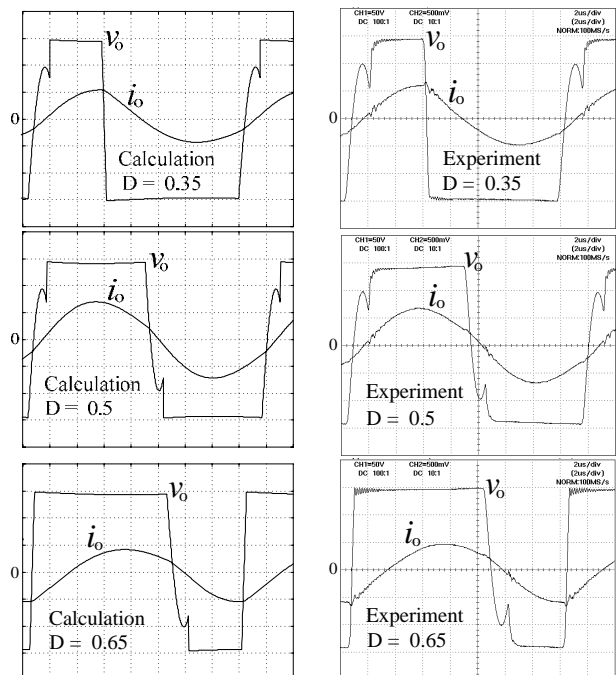 v_o
i_o
0
Calculation
D = 0.35
CH1=50V CH2=500mV 2us/div
DC 100:1 DC 10:1 (2us/div)
NORM:100MS/s
v_o
i_o
0
Experiment
D = 0.35
v_o
i_o
0
Calculation
D = 0.5
CH1=50V CH2=500mV 2us/div
DC 100:1 DC 10:1 (2us/div)
NORM:100MS/s
v_o
i_o
0
Experiment
D = 0.5
v_o
i_o
0
Calculation
D = 0.65
CH1=50V CH2=500mV 2us/div
DC 100:1 DC 10:1 (2us/div)
NORM:100MS/s
v_o
i_o
0
Experiment
D = 0.65